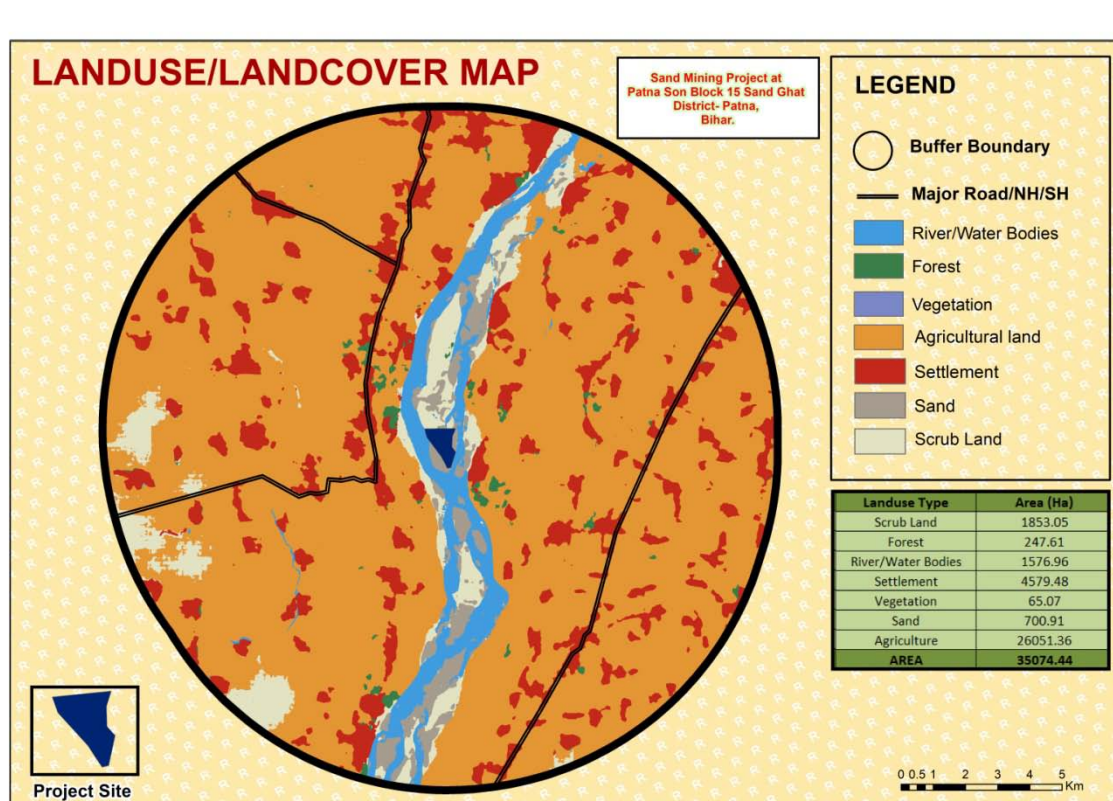 LANDUSE/LANDCOVER MAP
Sand Mining Project at
Patna Son Block 15 Sand Ghat
District- Patna,
Bihar.
LEGEND
Buffer Boundary
Major Road/NH/SH
River/Water Bodies
Forest
Vegetation
Agricultural land
Settlement
Sand
Scrub Land
Landuse Type Area (Ha)
Scrub Land 1853.05
Forest 247.61
River/Water Bodies 1576.96
Settlement 4579.48
Vegetation 65.07
Sand 700.91
Agriculture 26051.36
AREA 35074.44
Project Site
0 0.5 1 2 3 4 5
Km